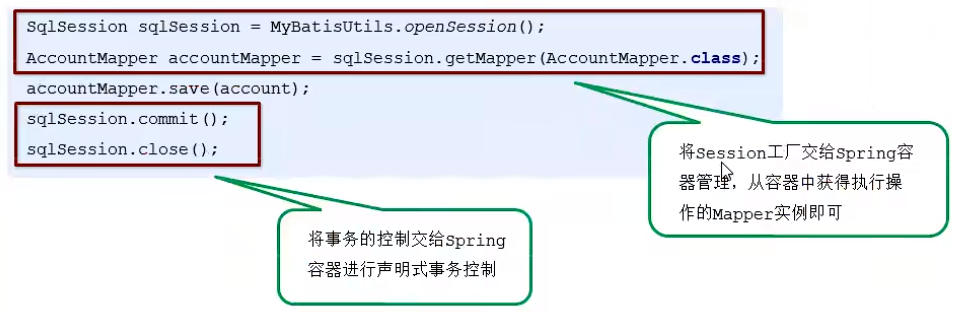 SqlSession sqlSession = MyBatisUtils.openSession();
AccountMapper accountMapper = sqlSession.getMapper(AccountMapper.class);
accountMapper.save(account);
sqlSession.commit();
sqlSession.close();
将Session工厂交给Spring容
器管理，从容器中获得执行操
作的Mapper实例即可
将事务的控制交给Spring
容器进行声明式事务控制